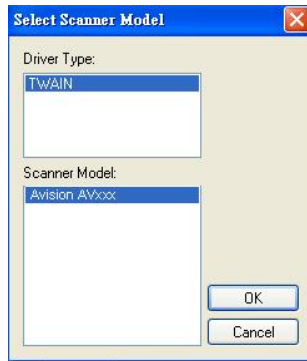 Select Scanner Model
Driver Type:
TWAIN
Scanner Model:
Avision AVxxx
OK
Cancel